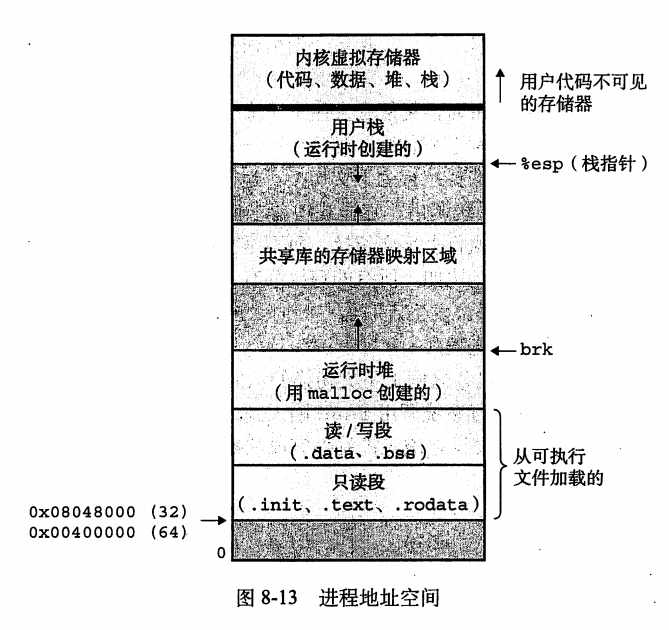 内核虚拟存储器
（代码、数据、堆、栈）
用户代码不可见
的存储器
用户栈
（运行时创建的）
%esp（栈指针）
共享库的存储器映射区域
brk
运行时堆
（用 malloc 创建的）
读/写段
（.data、.bss）
从可执行
文件加载的
只读段
（.init、.text、.rodata）
0x08048000 (32)
0x00400000 (64)
0
图 8-13 进程地址空间